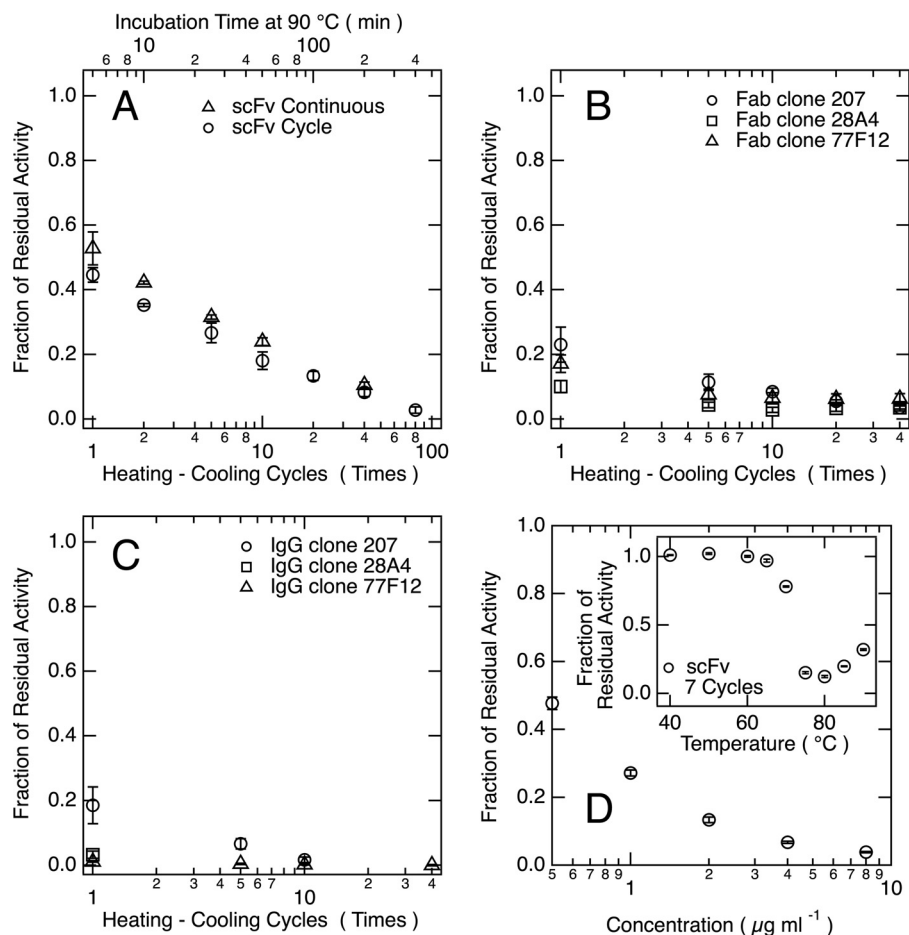 Incubation Time at 90 °C ( min )
10 100
6 8 2 4 6 8 2 4
A
△ scFv Continuous
○ scFv Cycle
Fraction of Residual Activity
1.0
0.8
0.6
0.4
0.2
0.0
1 2 4 6 8 10 2 4 6 8 100
Heating - Cooling Cycles ( Times )
B
○ Fab clone 207
□ Fab clone 28A4
△ Fab clone 77F12
Fraction of Residual Activity
1.0
0.8
0.6
0.4
0.2
0.0
1 2 3 4 5 6 7 10 2 3 4
Heating - Cooling Cycles ( Times )
C
○ IgG clone 207
□ IgG clone 28A4
△ IgG clone 77F12
Fraction of Residual Activity
1.0
0.8
0.6
0.4
0.2
0.0
1 2 3 4 5 6 7 10 2 3 4
Heating - Cooling Cycles ( Times )
D
Fraction of Residual Activity
1.0
0.8
0.6
0.4
0.2
0.0
5 6 7 8 9 1 2 3 4 5 6 7 8 9 10
Concentration ( µg ml -1 )
Fraction of
Residual Activity
1.0
0.5
0.0
○ scFv
7 Cycles
40 60 80
Temperature ( °C )